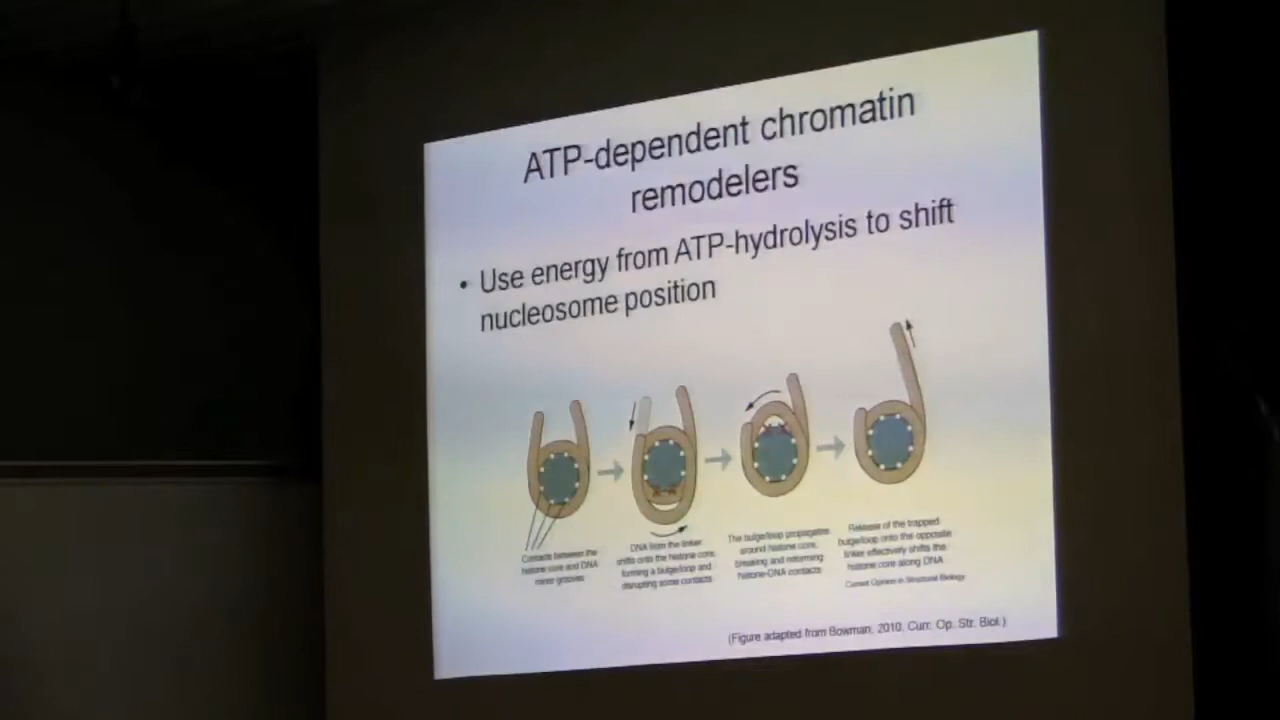 ATP-dependent chromatin
remodelers
• Use energy from ATP-hydrolysis to shift
nucleosome position
Contacts between the
histone core and DNA
minor grooves
DNA from the linker
shifts onto the histone core,
forming a bulge/loop and
disrupting some contacts
The bulge/loop propagates
around histone core,
breaking and reforming
histone-DNA contacts
Release of the trapped
bulge/loop onto the opposite
linker effectively shifts the
histone core along DNA
Current Opinion in Structural Biology
(Figure adapted from Bowman, 2010. Curr. Op. Str. Biol.)